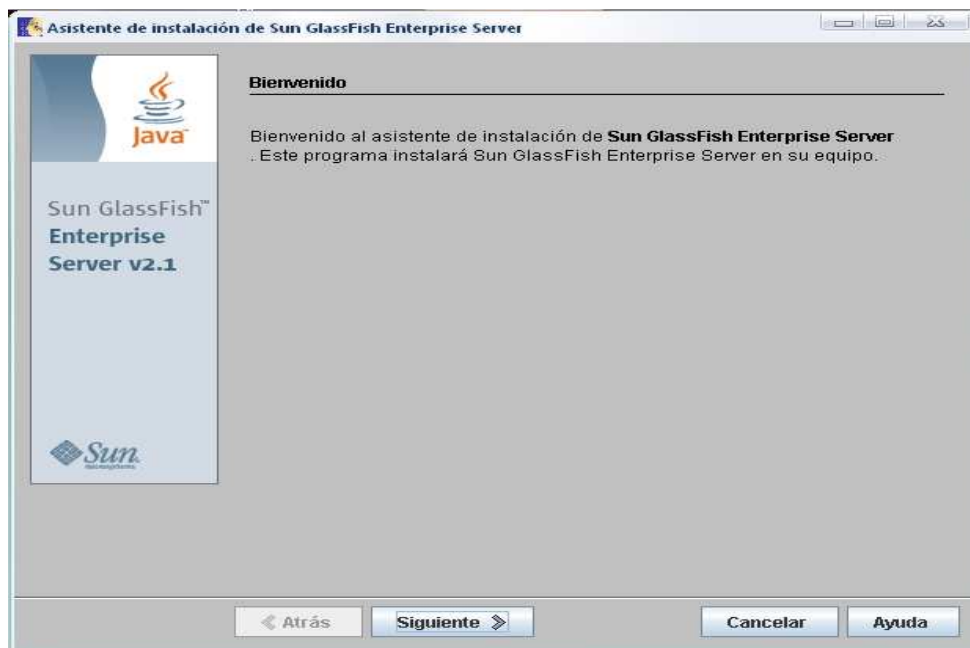 Asistente de instalación de Sun GlassFish Enterprise Server
Java
Sun GlassFish™
Enterprise
Server v2.1
Sun
microsystems
Bienvenido
Bienvenido al asistente de instalación de Sun GlassFish Enterprise Server
. Este programa instalará Sun GlassFish Enterprise Server en su equipo.
Atrás
Siguiente
Cancelar
Ayuda